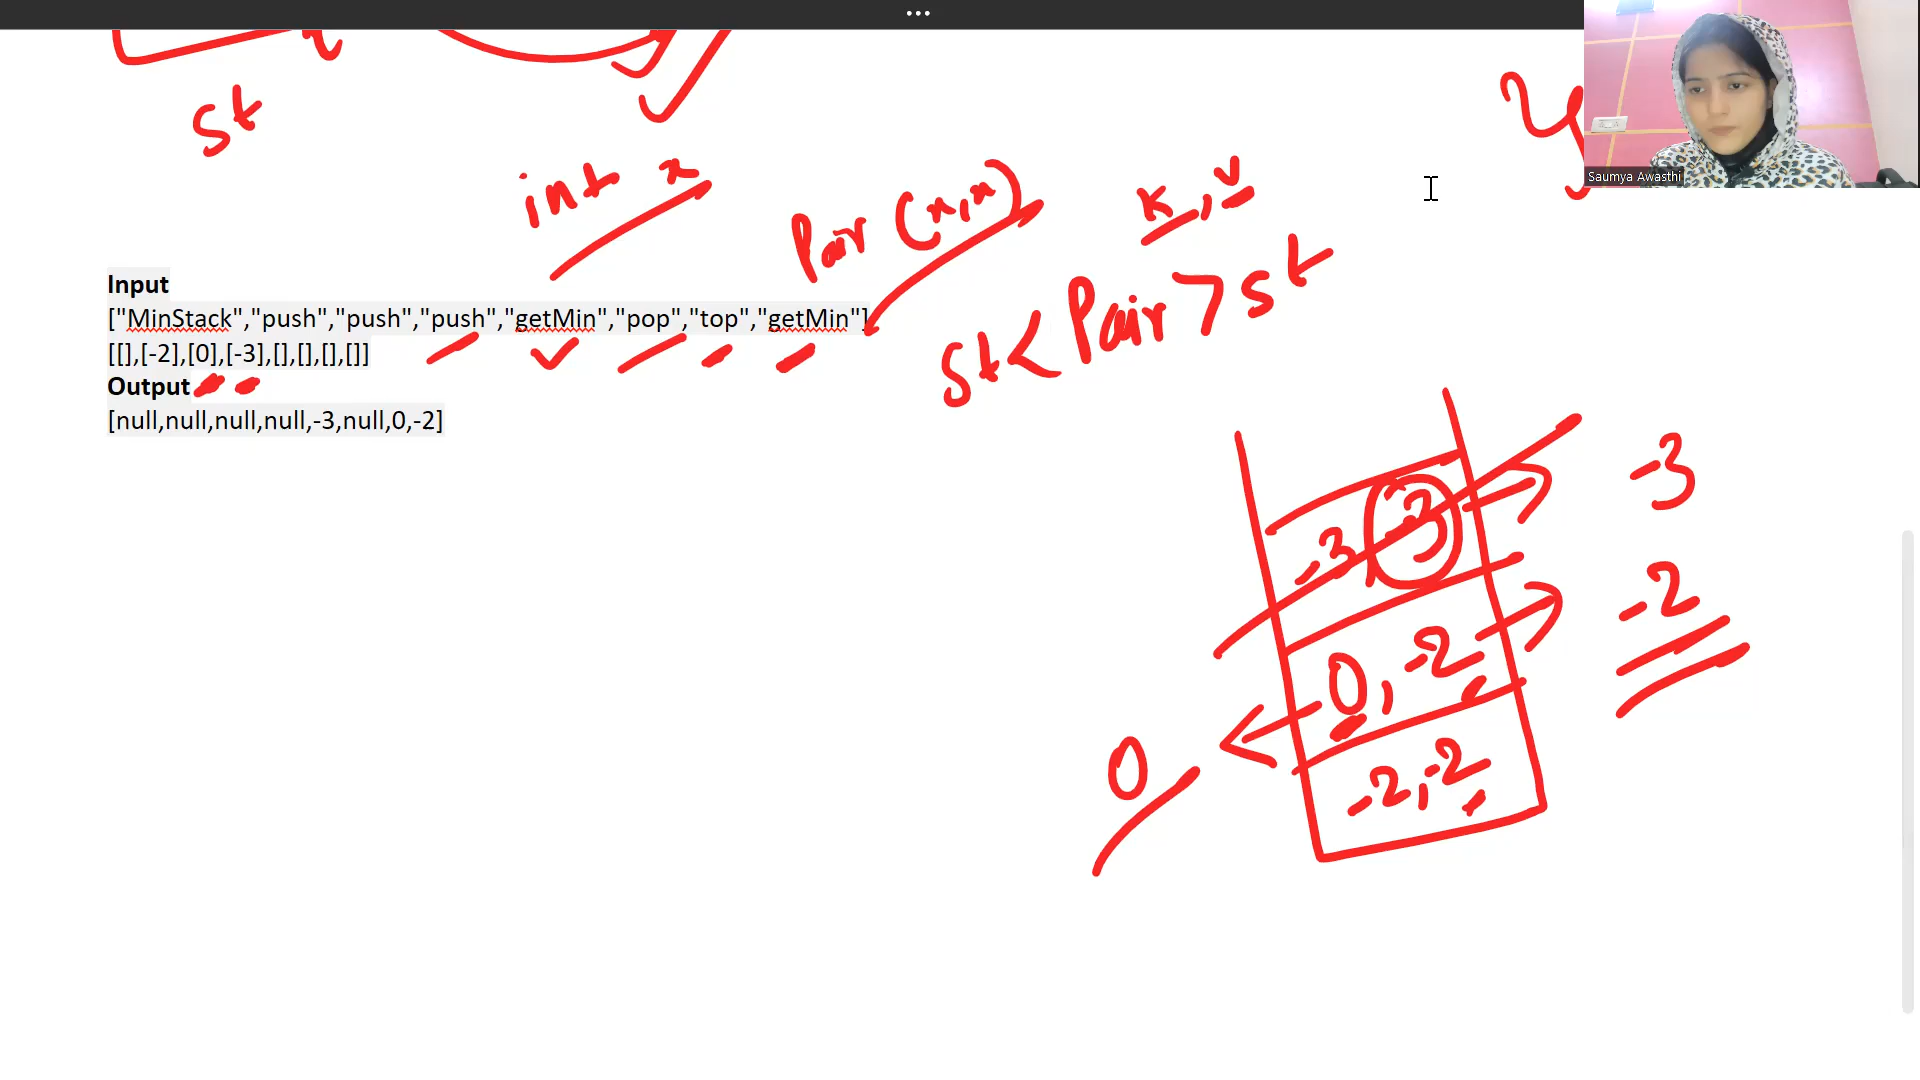 st
int x
Pair (x,x)
K, v
st<Pair>st
Saumya Awasthi
Input
["MinStack","push","push","push","getMin","pop","top","getMin"]
[[],[-2],[0],[-3],[],[],[],[]]
Output
[null,null,null,null,-3,null,0,-2]
-3 -3
-3
0, -2
-2
-2, -2
0